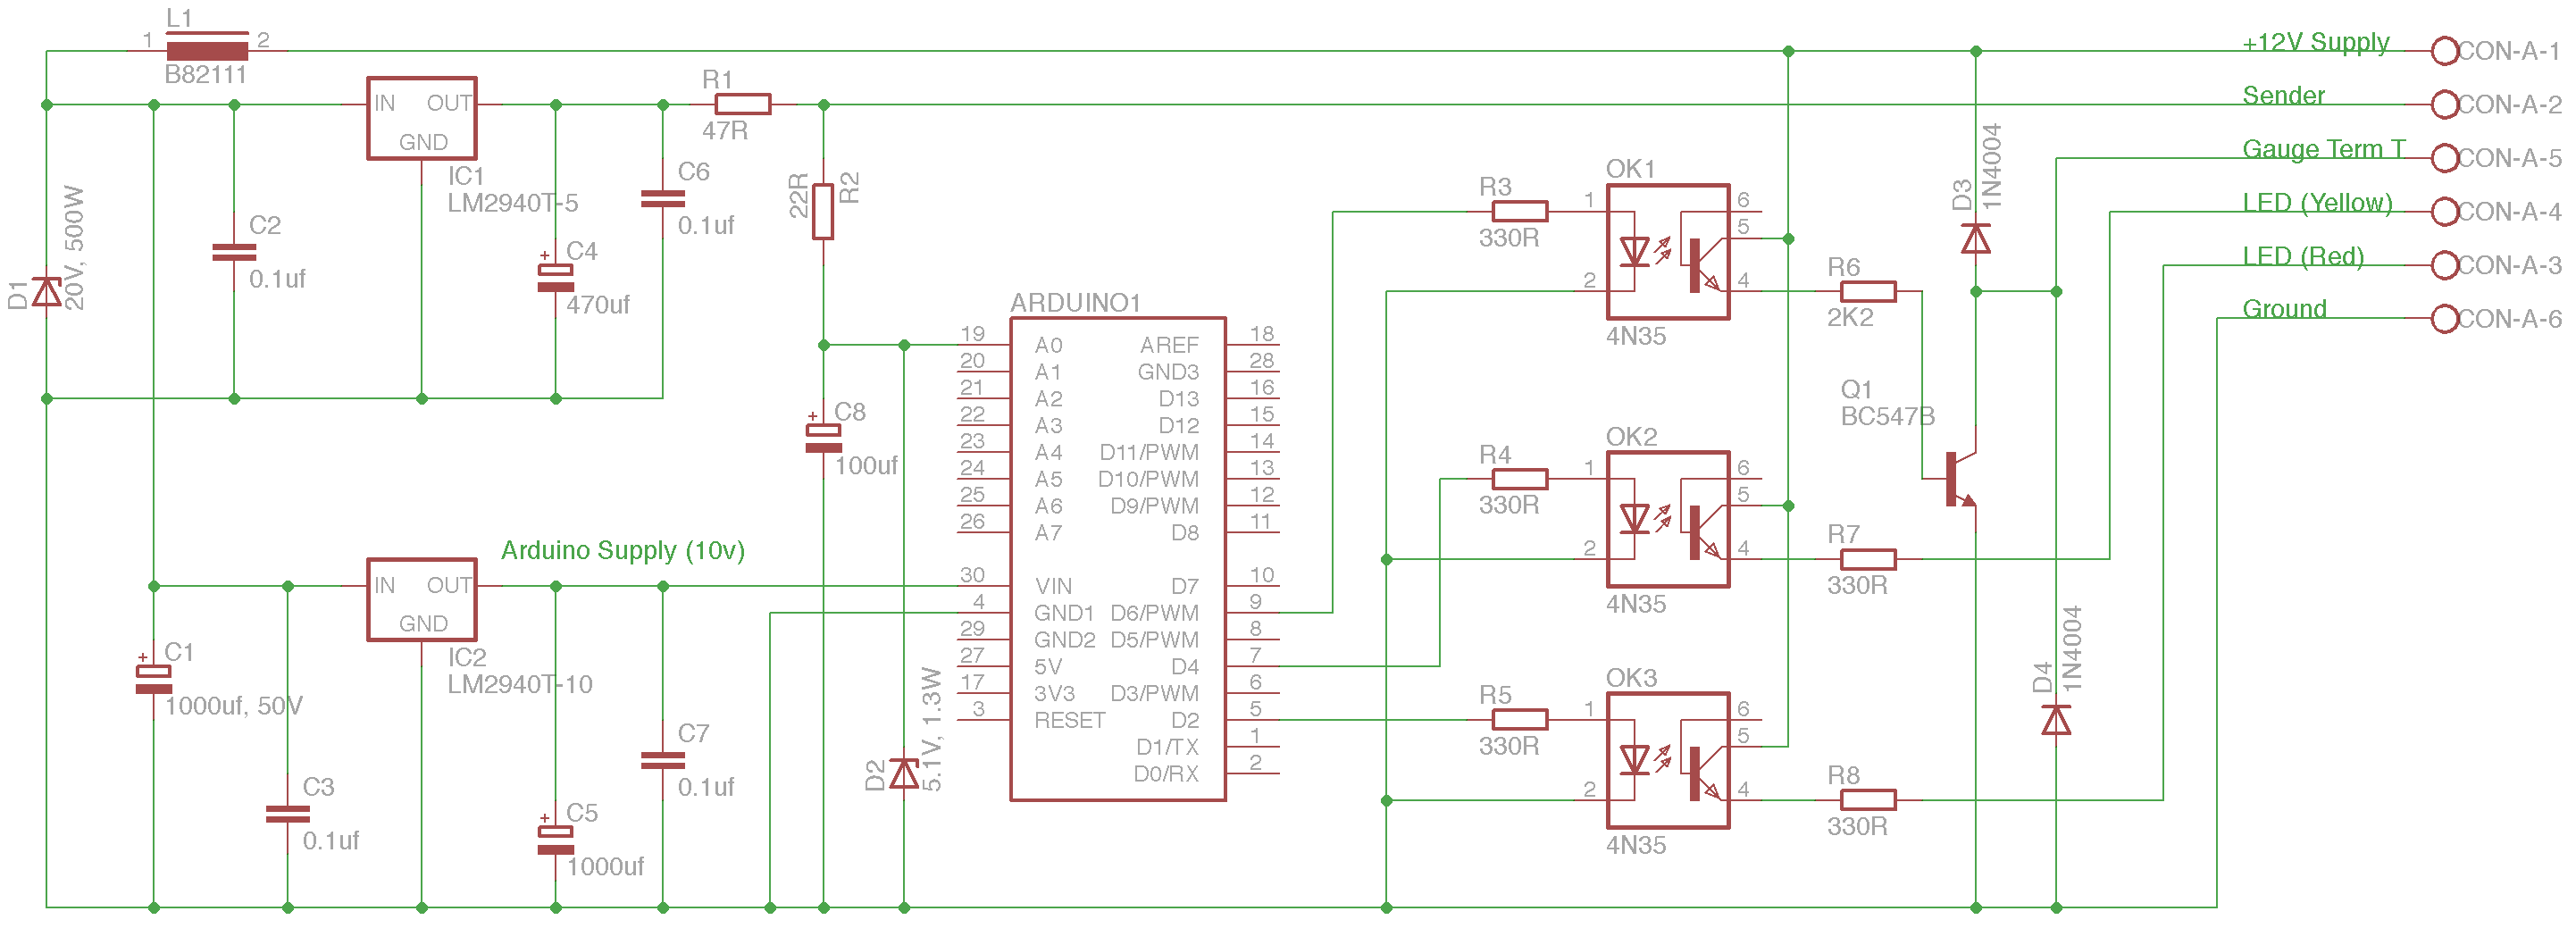 L1
1 2
B82111
+12V Supply CON-A-1
Sender CON-A-2
Gauge Term T CON-A-5
LED (Yellow) CON-A-4
LED (Red) CON-A-3
Ground CON-A-6
IN OUT
GND
IC1
LM2940T-5
R1
47R
C6
0.1uf
C2
0.1uf
C4
+
470uf
D1
20V, 500W
22R
R2
C8
+
100uf
Arduino Supply (10v)
IN OUT
GND
IC2
LM2940T-10
C1
+
1000uf, 50V
C3
0.1uf
C5
+
1000uf
C7
0.1uf
D2
5.1V, 1.3W
ARDUINO1
19 A0 AREF 18
20 A1 GND3 28
21 A2 D13 16
22 A3 D12 15
23 A4 D11/PWM 14
24 A5 D10/PWM 13
25 A6 D9/PWM 12
26 A7 D8 11
30 VIN D7 10
4 GND1 D6/PWM 9
29 GND2 D5/PWM 8
27 5V D4 7
17 3V3 D3/PWM 6
3 RESET D2 5
D1/TX 1
D0/RX 2
R3
330R
OK1
1 6
5
2 4
4N35
R6
2K2
R4
330R
OK2
1 6
5
2 4
4N35
R7
330R
R5
330R
OK3
1 6
5
2 4
4N35
R8
330R
Q1
BC547B
D3
1N4004
D4
1N4004